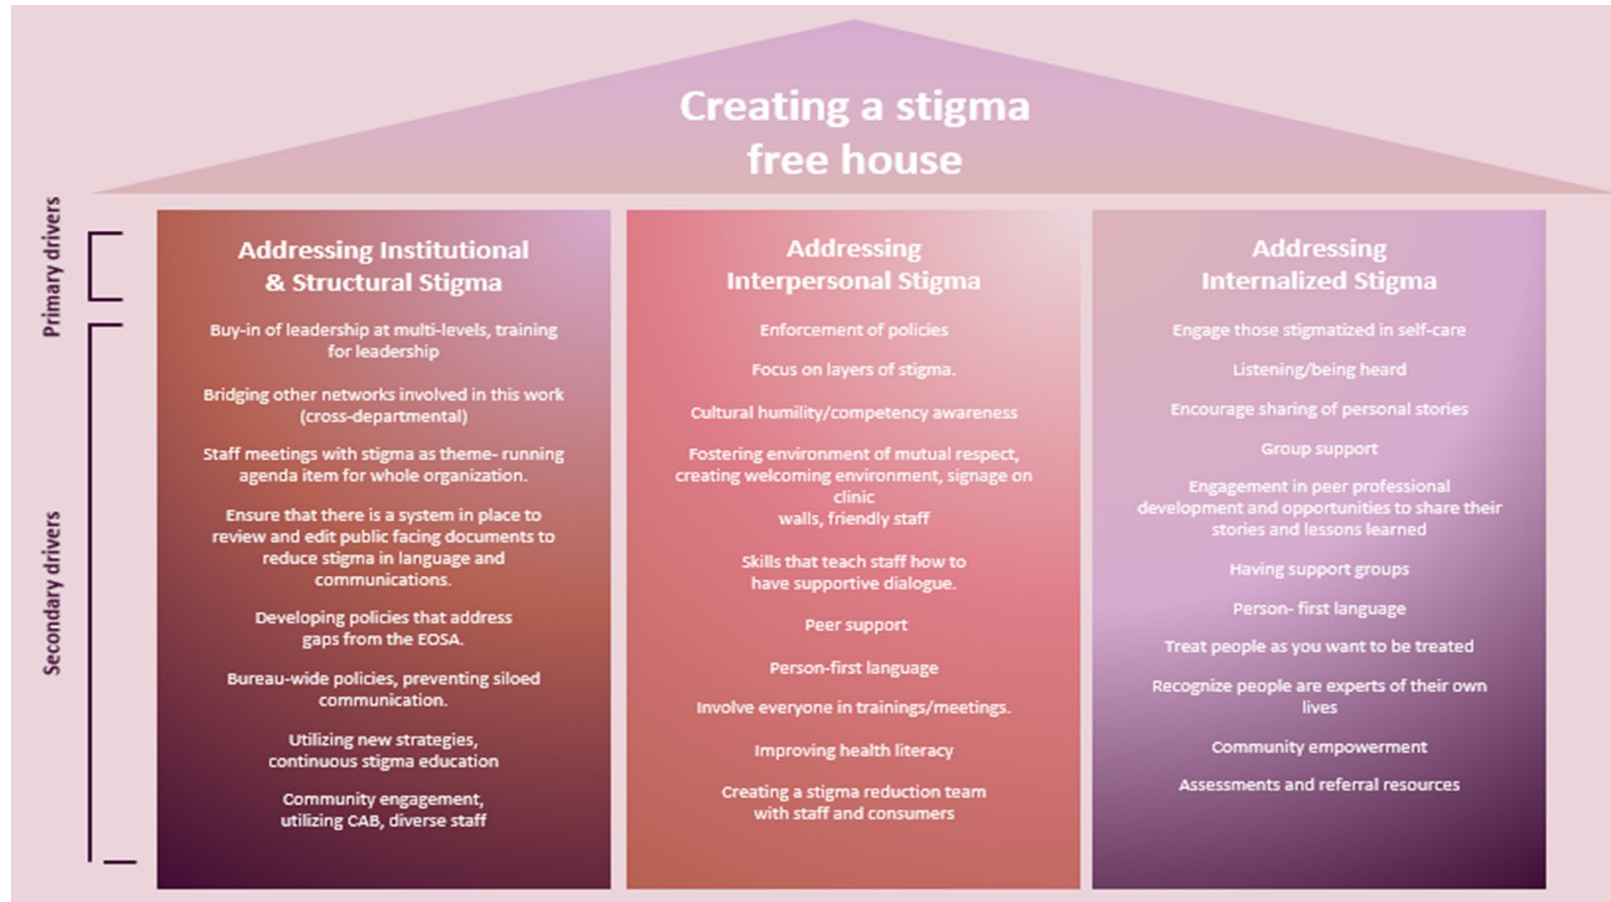 Creating a stigma
free house
Primary drivers
Secondary drivers
Addressing Institutional
& Structural Stigma
Buy-in of leadership at multi-levels, training
for leadership
Bridging other networks involved in this work
(cross-departmental)
Staff meetings with stigma as theme- running
agenda item for whole organization.
Ensure that there is a system in place to
review and edit public facing documents to
reduce stigma in language and
communications.
Developing policies that address
gaps from the EOSA.
Bureau-wide policies, preventing siloed
communication.
Utilizing new strategies,
continuous stigma education
Community engagement,
utilizing CAB, diverse staff
Addressing
Interpersonal Stigma
Enforcement of policies
Focus on layers of stigma.
Cultural humility/competency awareness
Fostering environment of mutual respect,
creating welcoming environment, signage on
clinic
walls, friendly staff
Skills that teach staff how to
have supportive dialogue.
Peer support
Person-first language
Involve everyone in trainings/meetings.
Improving health literacy
Creating a stigma reduction team
with staff and consumers
Addressing
Internalized Stigma
Engage those stigmatized in self-care
Listening/being heard
Encourage sharing of personal stories
Group support
Engagement in peer professional
development and opportunities to share their
stories and lessons learned
Having support groups
Person- first language
Treat people as you want to be treated
Recognize people are experts of their own
lives
Community empowerment
Assessments and referral resources